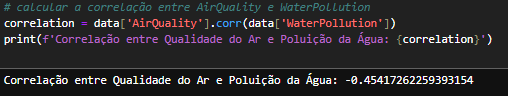 # calcular a correlação entre AirQuality e WaterPollution
correlation = data['AirQuality'].corr(data['WaterPollution'])
print(f'Correlação entre Qualidade do Ar e Poluição da Água: {correlation}')
Correlação entre Qualidade do Ar e Poluição da Água: -0.45417262259393154